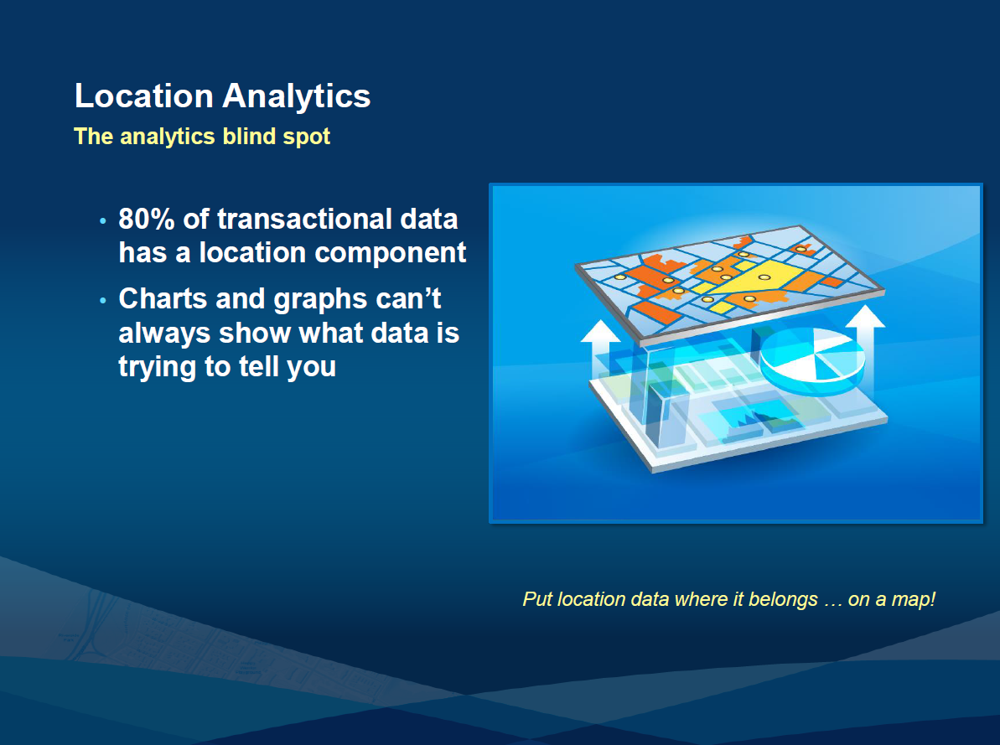 Location Analytics
The analytics blind spot
• 80% of transactional data
has a location component
• Charts and graphs can’t
always show what data is
trying to tell you
Put location data where it belongs … on a map!